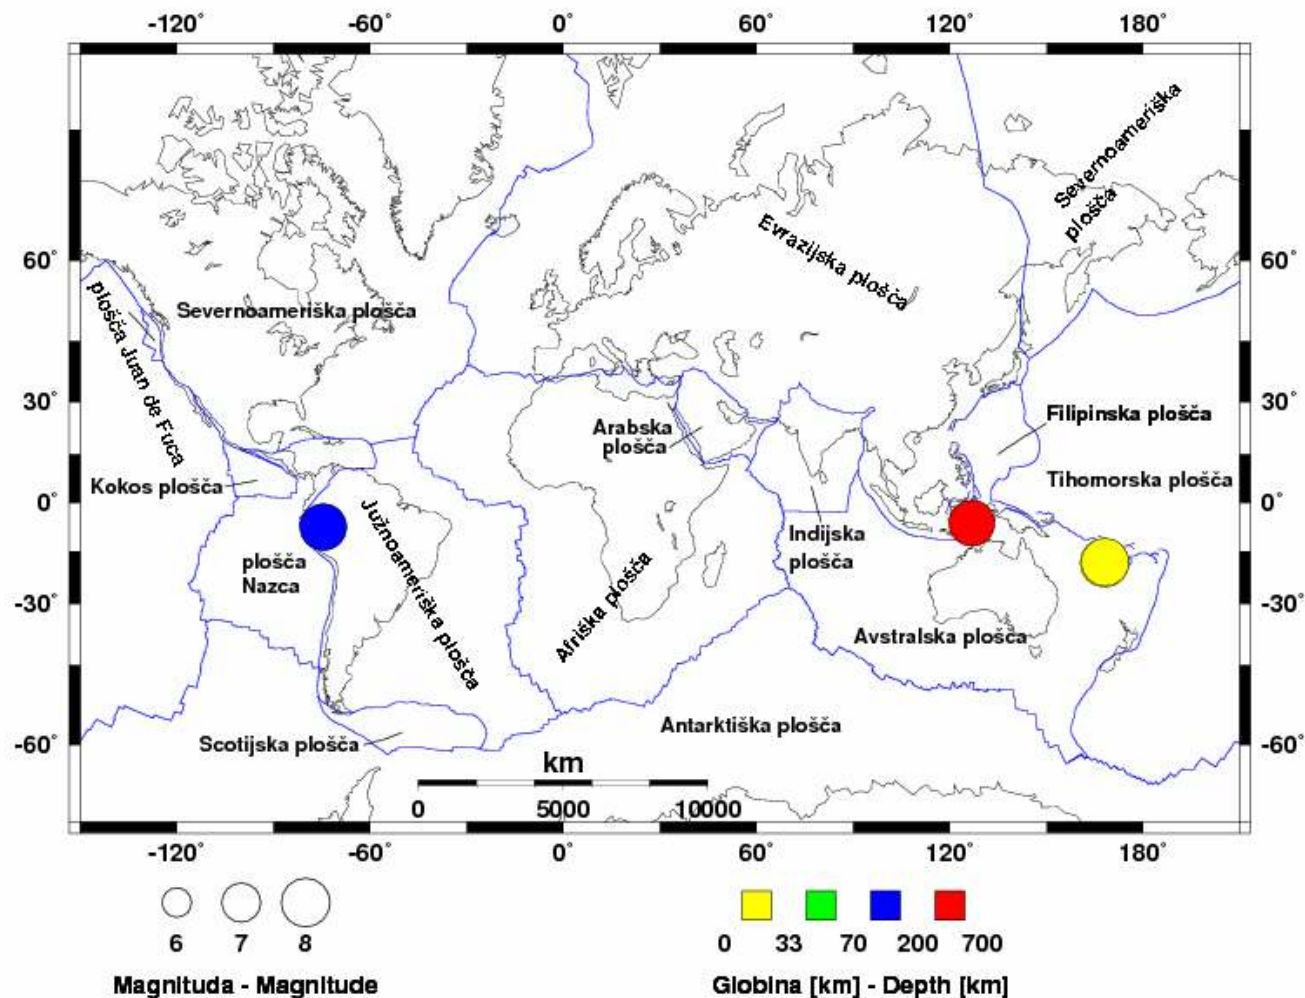 -120° -60° 0° 60° 120° 180°
Severnoameriška
plošča
Evrazijska plošča
60° 60°
plošča Juan de Fuca
Severnoameriška plošča
30° 30°
Filipinska plošča
Arabska
plošča
Kokos plošča
Tihomorska plošča
0° 0°
Južnoameriška plošča
Indijska
plošča
plošča
Nazca
Afriška plošča
-30° -30°
Avstralska plošča
Antarktiška plošča
Scotijska plošča
-60° -60°
km
0 5000 10000
-120° -60° 0° 60° 120° 180°
6 7 8
0 33 70 200 700
Magnituda - Magnitude
Globina [km] - Depth [km]